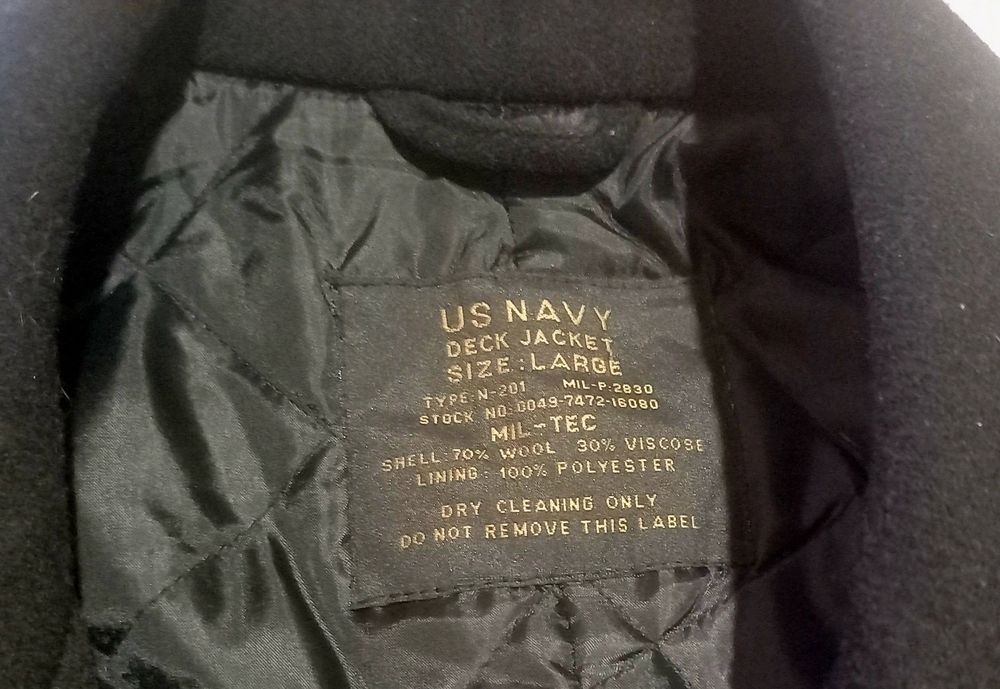 US NAVY
DECK JACKET
SIZE : LARGE
TYPE: N-201 MIL-P:2830
STOCK NO: 0049-7472-16080
MIL-TEC
SHELL : 70% WOOL 30% VISCOSE
LINING : 100% POLYESTER
DRY CLEANING ONLY
DO NOT REMOVE THIS LABEL